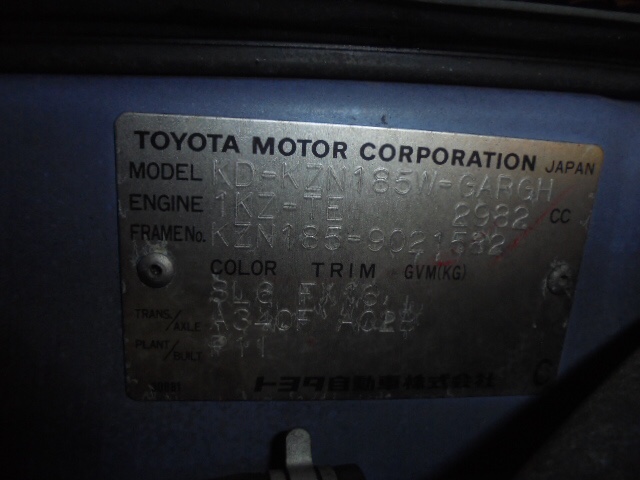 TOYOTA MOTOR CORPORATION JAPAN
MODEL KD-KZN185W-GARGH
ENGINE 1KZ-TE 2982 CC
FRAME No. KZN185-9021582
COLOR TRIM GVM(KG)
FK16
TRANS/AXLE A340F A02B
PLANT/BUILT
トヨタ自動車株式会社
C